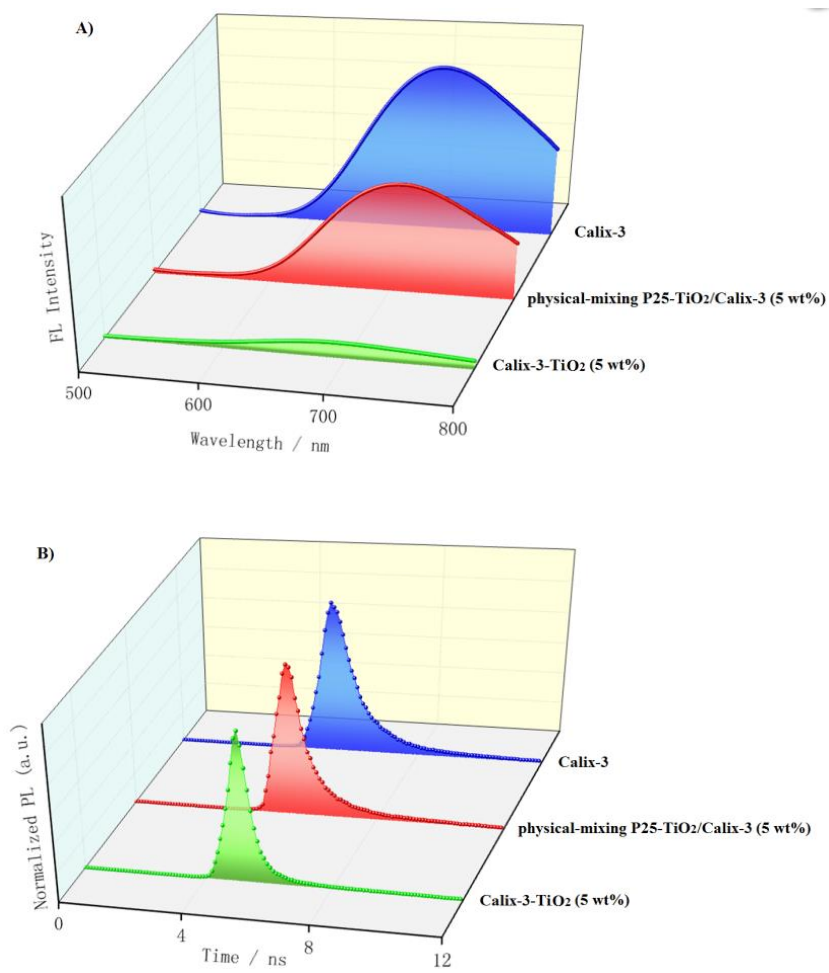 A)
FL Intensity
Calix-3
physical-mixing P25-TiO2/Calix-3 (5 wt%)
Calix-3-TiO2 (5 wt%)
500
600
700
800
Wavelength / nm
B)
Normalized PL (a.u.)
Calix-3
physical-mixing P25-TiO2/Calix-3 (5 wt%)
Calix-3-TiO2 (5 wt%)
0
4
8
12
Time / ns